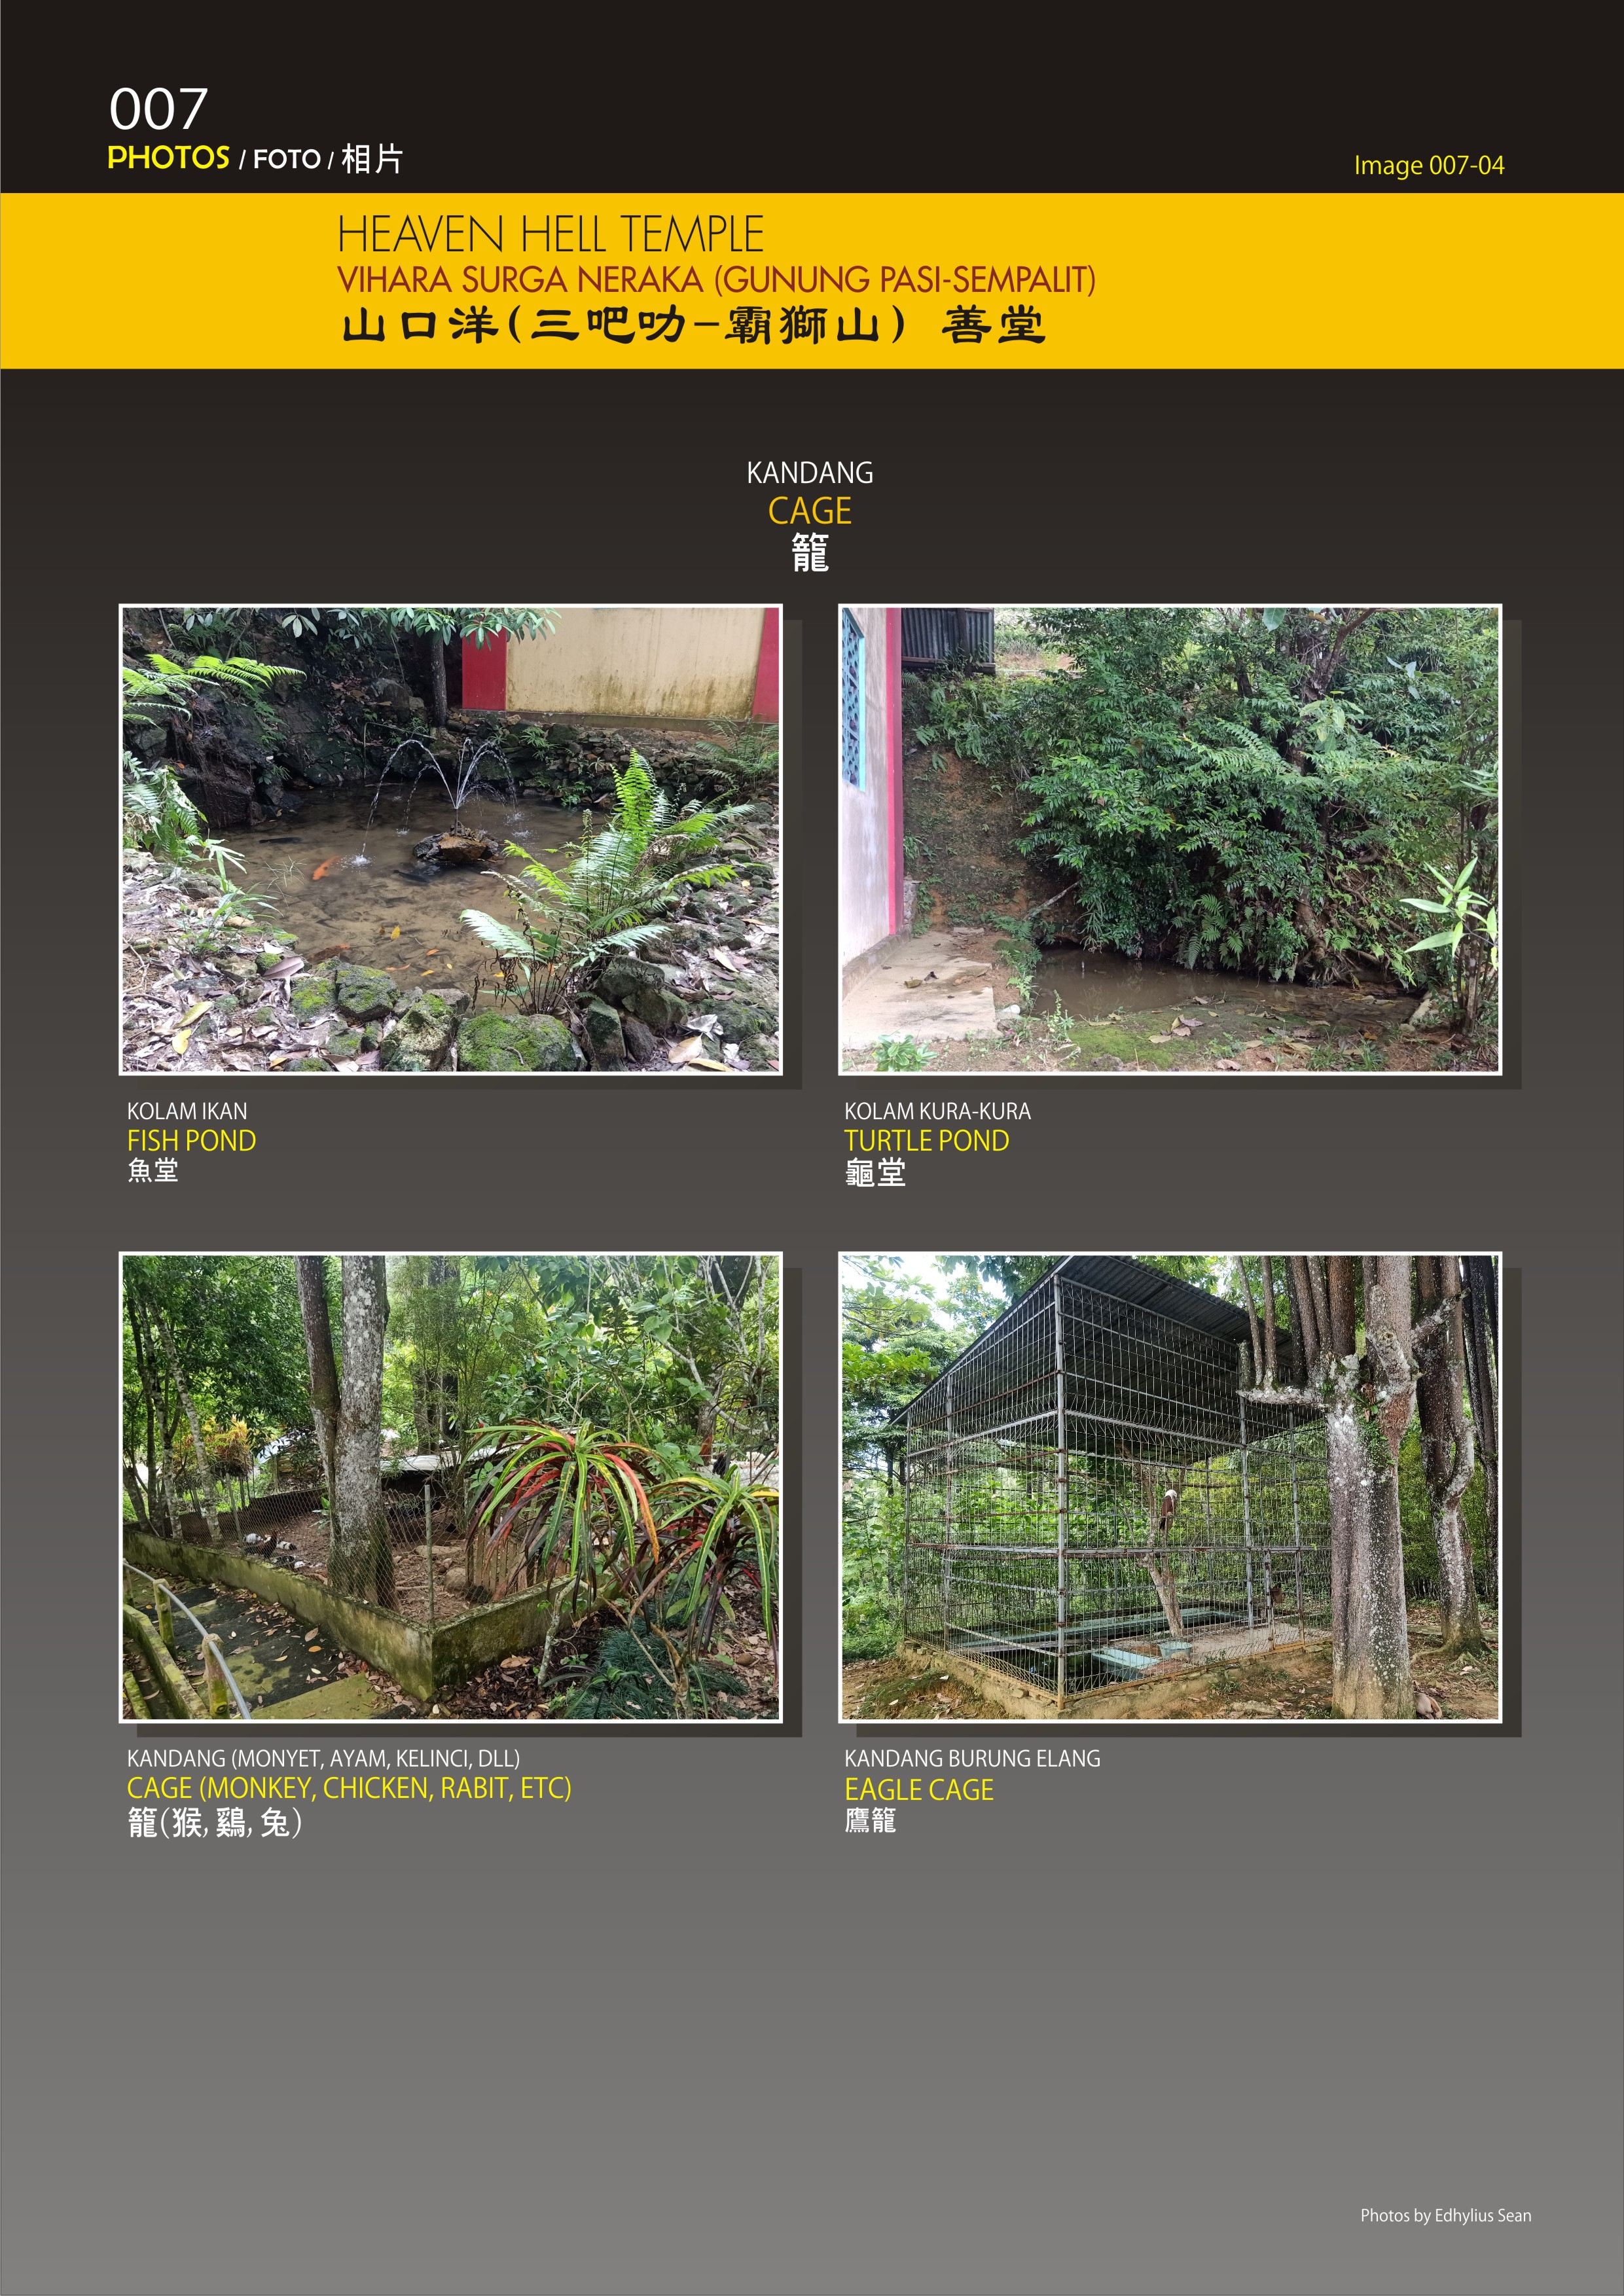 007
PHOTOS / FOTO / 相片
Image 007-04
HEAVEN HELL TEMPLE
VIHARA SURGA NERAKA (GUNUNG PASI-SEMPALIT)
山口洋(三吧叻-霸獅山) 善堂
KANDANG
CAGE
籠
KOLAM IKAN
FISH POND
魚堂
KOLAM KURA-KURA
TURTLE POND
龜堂
KANDANG (MONYET, AYAM, KELINCI, DLL)
CAGE (MONKEY, CHICKEN, RABIT, ETC)
籠(猴, 鷄, 兔)
KANDANG BURUNG ELANG
EAGLE CAGE
鷹籠
Photos by Edhylius Sean